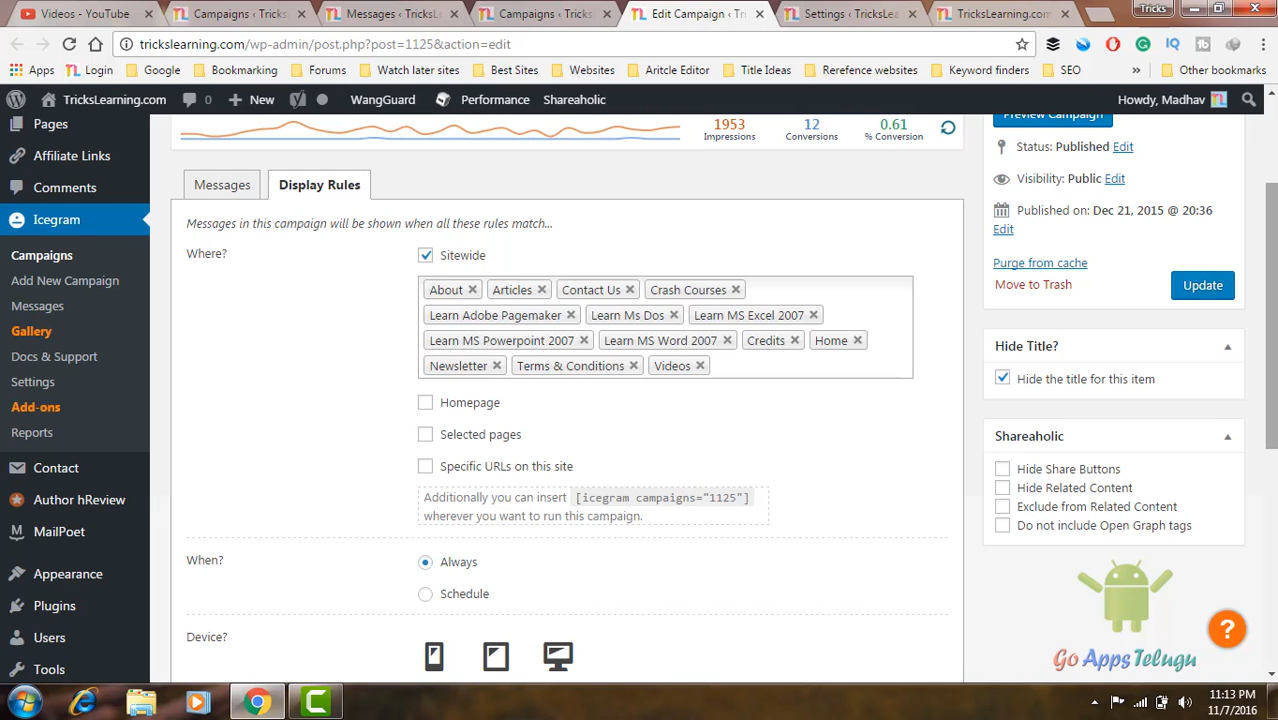 Videos - YouTube
Campaigns ‹ Tricks
Messages ‹ TricksL
Campaigns ‹ Tricks
Edit Campaign ‹ Tr
Settings ‹ TricksLe
TricksLearning.com
Tricks
trickslearning.com/wp-admin/post.php?post=1125&action=edit
Apps
Login
Google
Bookmarking
Forums
Watch later sites
Best Sites
Websites
Aritcle Editor
Title Ideas
Rerefence websites
Keyword finders
SEO
»
Other bookmarks
TricksLearning.com
0
New
WangGuard
Performance
Shareaholic
Howdy, Madhav
Pages
Affiliate Links
Comments
Icegram
Campaigns
Add New Campaign
Messages
Gallery
Docs & Support
Settings
Add-ons
Reports
Contact
Author hReview
MailPoet
Appearance
Plugins
Users
Tools
1953
Impressions
12
Conversions
0.61
% Conversion
Messages
Display Rules
Messages in this campaign will be shown when all these rules match...
Where?
Sitewide
About
Articles
Contact Us
Crash Courses
Learn Adobe Pagemaker
Learn Ms Dos
Learn MS Excel 2007
Learn MS Powerpoint 2007
Learn MS Word 2007
Credits
Home
Newsletter
Terms & Conditions
Videos
Homepage
Selected pages
Specific URLs on this site
Additionally you can insert [icegram campaigns="1125"]
wherever you want to run this campaign.
When?
Always
Schedule
Device?
Preview Campaign
Status: Published Edit
Visibility: Public Edit
Published on: Dec 21, 2015 @ 20:36
Edit
Purge from cache
Move to Trash
Update
Hide Title?
Hide the title for this item
Shareaholic
Hide Share Buttons
Hide Related Content
Exclude from Related Content
Do not include Open Graph tags
Go AppsTelugu
?
11:13 PM
11/7/2016